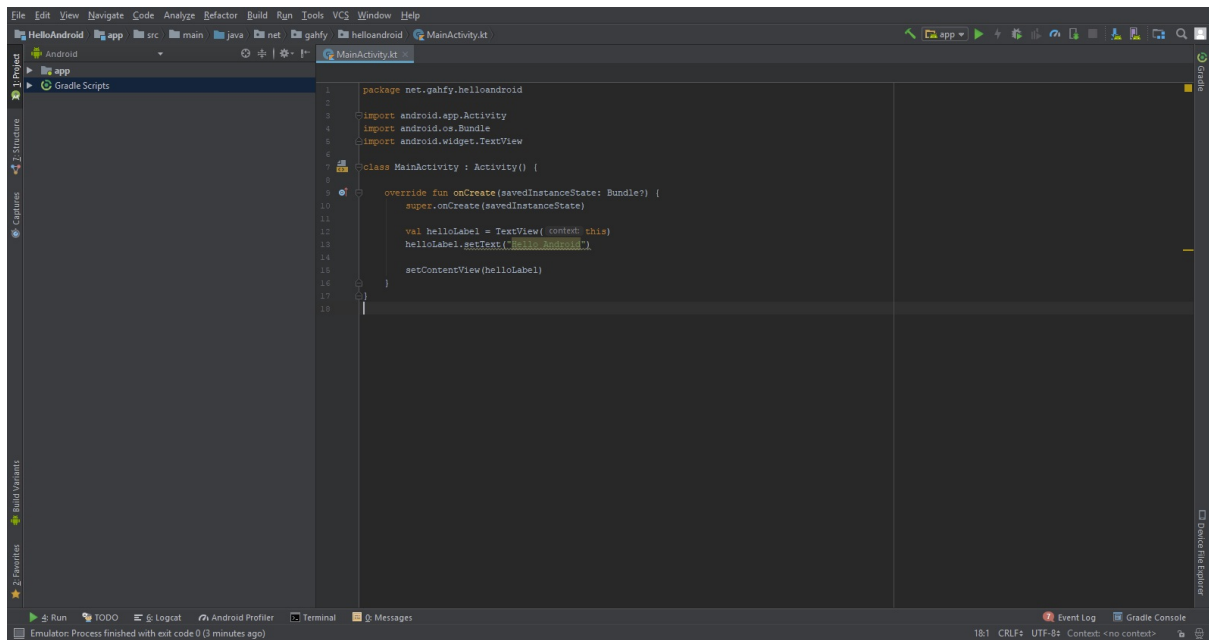 File Edit View Navigate Code Analyze Refactor Build Run Tools VCS Window Help
HelloAndroid app src main java net gahfy helloandroid MainActivity.kt
app
Android
MainActivity.kt
app
Gradle Scripts
1: Project
7: Structure
Captures
Build Variants
2: Favorites
1 package net.gahfy.helloandroid
2
3 import android.app.Activity
4 import android.os.Bundle
5 import android.widget.TextView
6
7 class MainActivity : Activity() {
8
9 override fun onCreate(savedInstanceState: Bundle?) {
10 super.onCreate(savedInstanceState)
11
12 val helloLabel = TextView( context: this)
13 helloLabel.setText("Hello Android")
14
15 setContentView(helloLabel)
16 }
17 }
18
Gradle
Device File Explorer
4: Run TODO 6: Logcat Android Profiler Terminal 0: Messages
Event Log Gradle Console
Emulator: Process finished with exit code 0 (3 minutes ago)
18:1 CRLF UTF-8 Context: <no context>